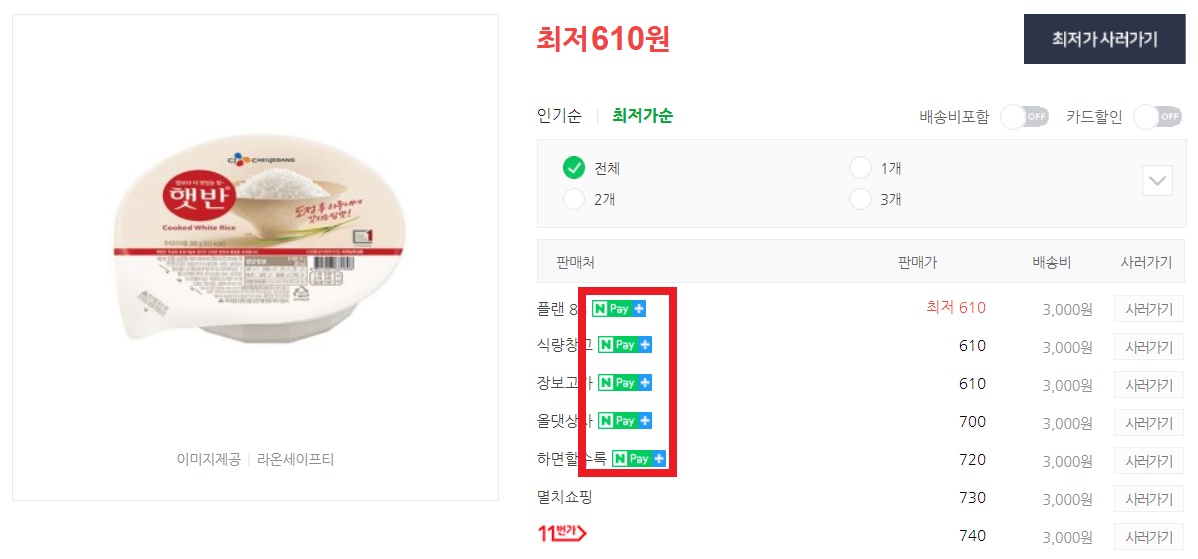 최저610원
최저가 사러가기
인기순 | 최저가순
배송비포함 OFF 카드할인 OFF
전체
1개
2개
3개
CJ CHEILJEDANG
햇반
Cooked White Rice
이미지제공 | 라온세이프티
판매처 판매가 배송비 사러가기
플랜 N Pay + 최저 610 3,000원 사러가기
식량창고 N Pay + 610 3,000원 사러가기
장보고가 N Pay + 610 3,000원 사러가기
올댓상사 N Pay + 700 3,000원 사러가기
하면할수록 N Pay + 720 3,000원 사러가기
멸치쇼핑 730 3,000원 사러가기
11번가 740 3,000원 사러가기